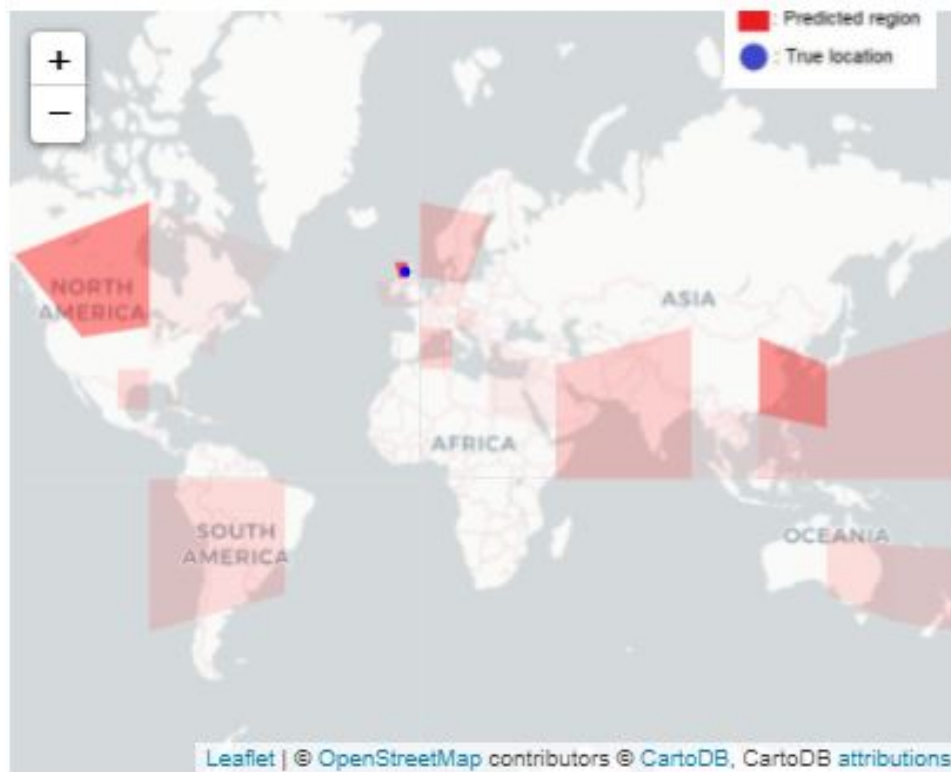 : Predicted region
: True location
+
−
NORTH
AMERICA
ASIA
AFRICA
SOUTH
AMERICA
OCEANIA
Leaflet | © OpenStreetMap contributors © CartoDB, CartoDB attributions